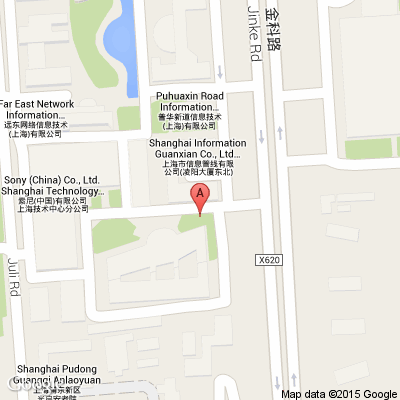 金科路
Jinke Rd
Puhuaxin Road
Information...
普华新道信息技术
(上海)有限公司
Far East Network
Information...
远东网络信息技术
(上海)有限公司
Shanghai Information
Guanxian Co., Ltd...
上海市信息管线有限
公司(凌阳大厦东北)
Sony (China) Co., Ltd.
Shanghai Technology...
索尼(中国)有限公司
上海技术中心分公司
A
X620
Juli Rd
Shanghai Pudong
Guangqi Anlaoyuan
上海浦东新区
Map data ©2015 Google